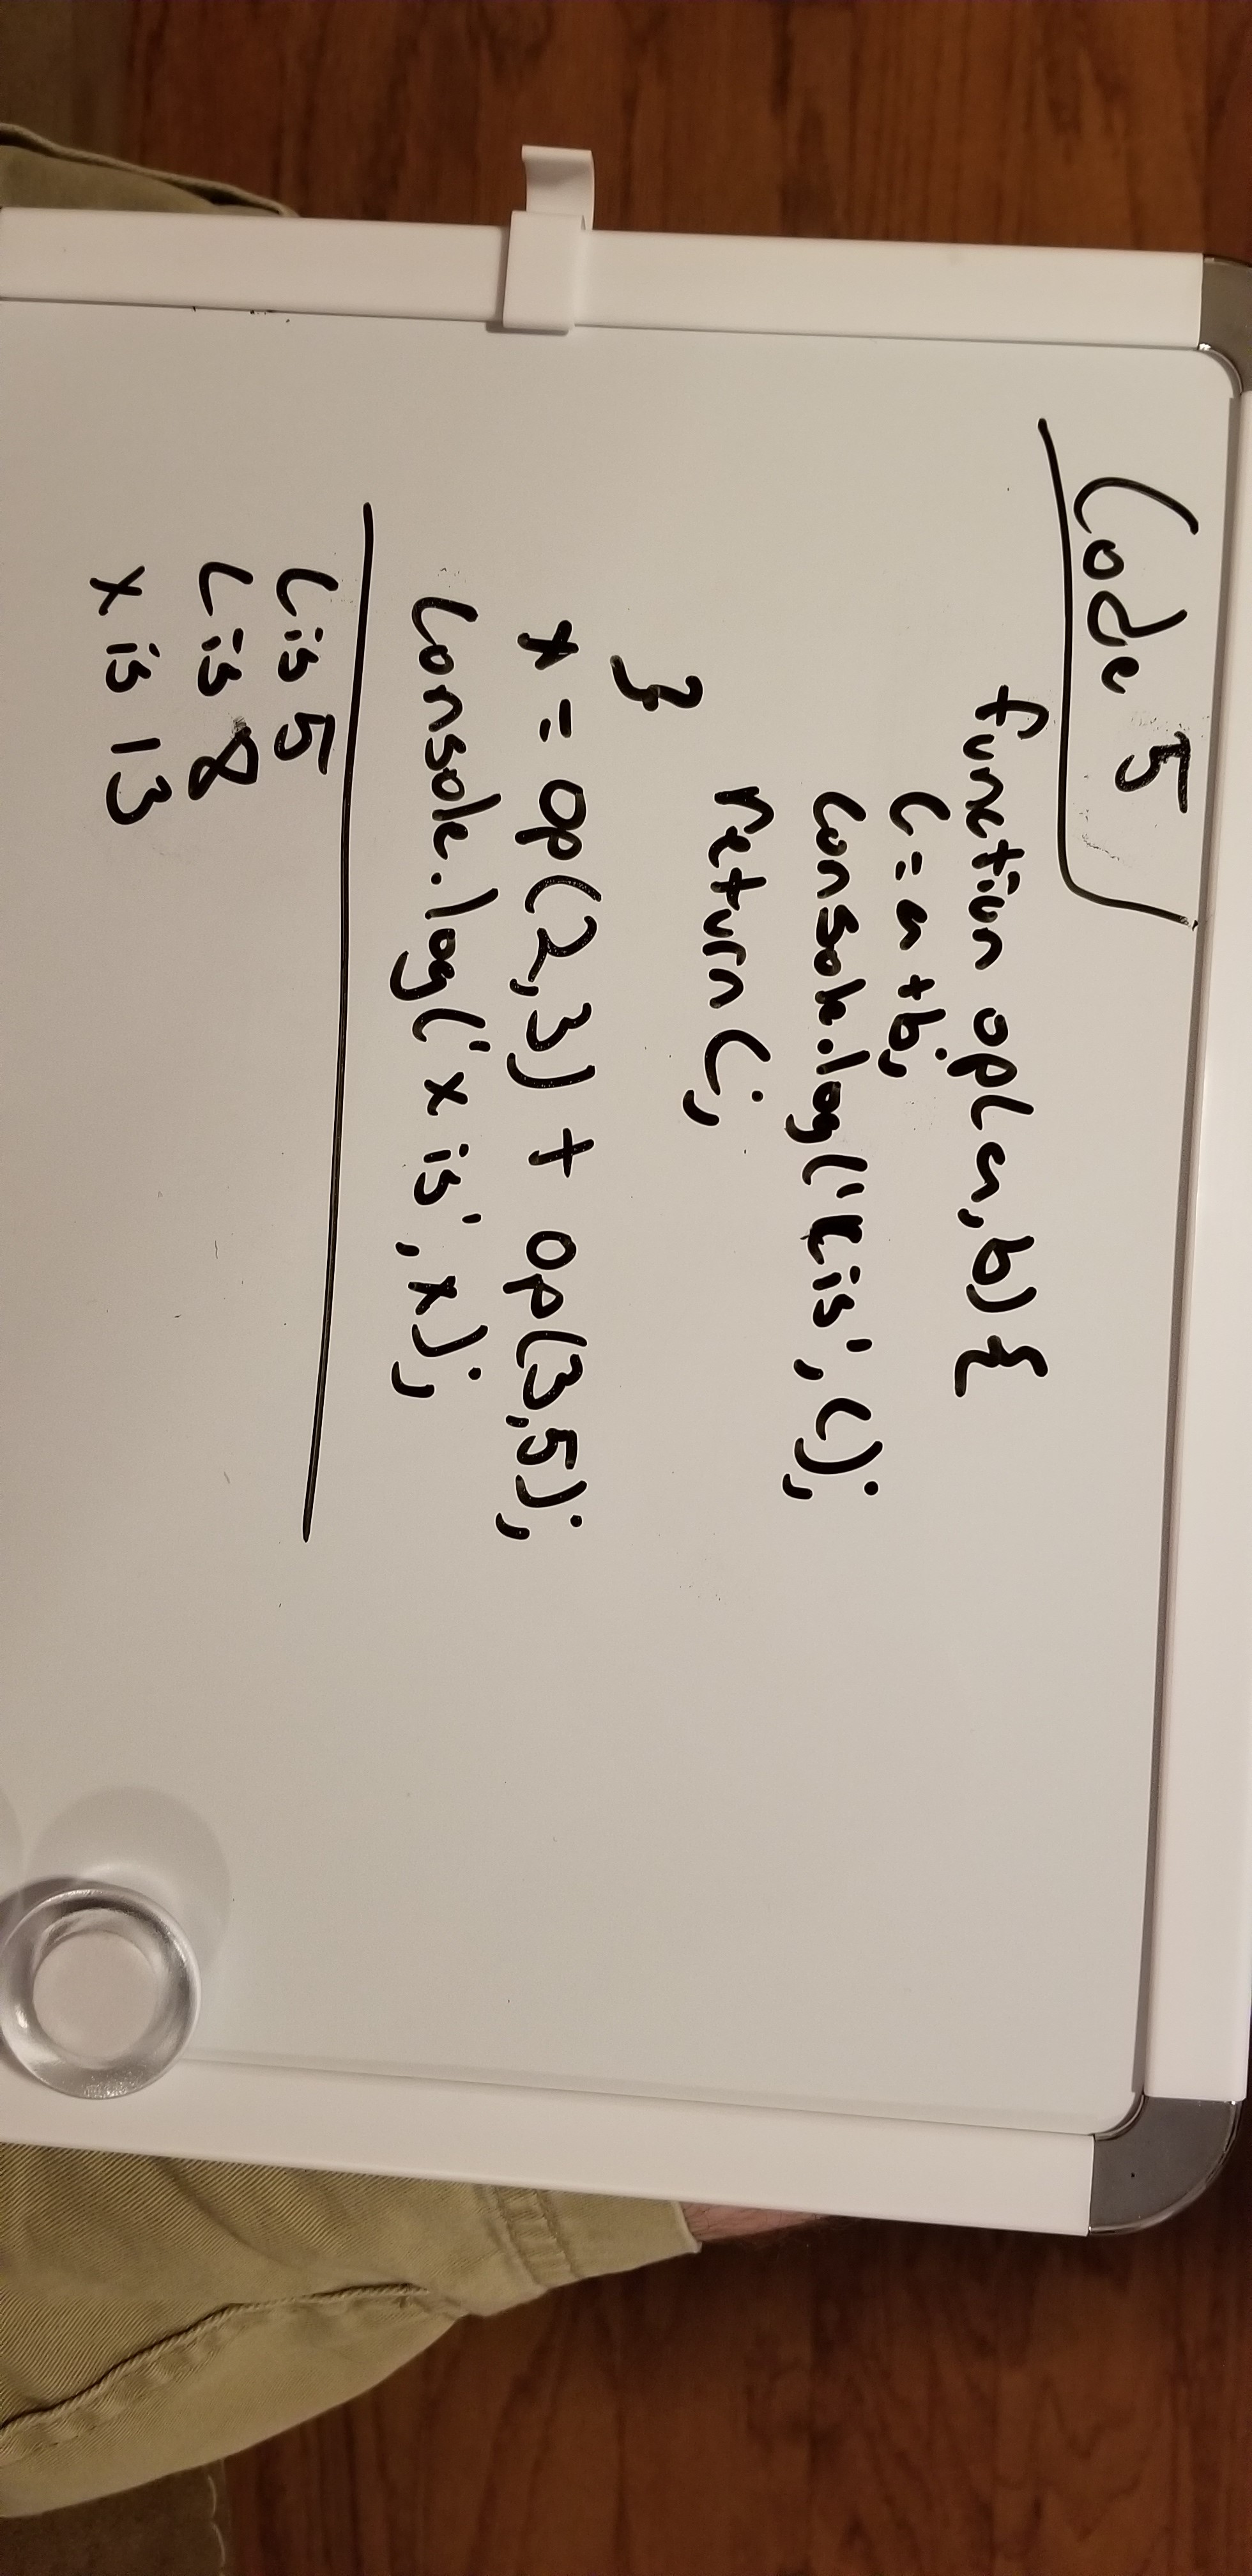 Code 5
function op(a,b) {
c = a + b;
console.log('c is', c);
return c;
}
x = op(2,3) + op(3,5);
console.log('x is', x);
c is 5
c is 8
x is 13